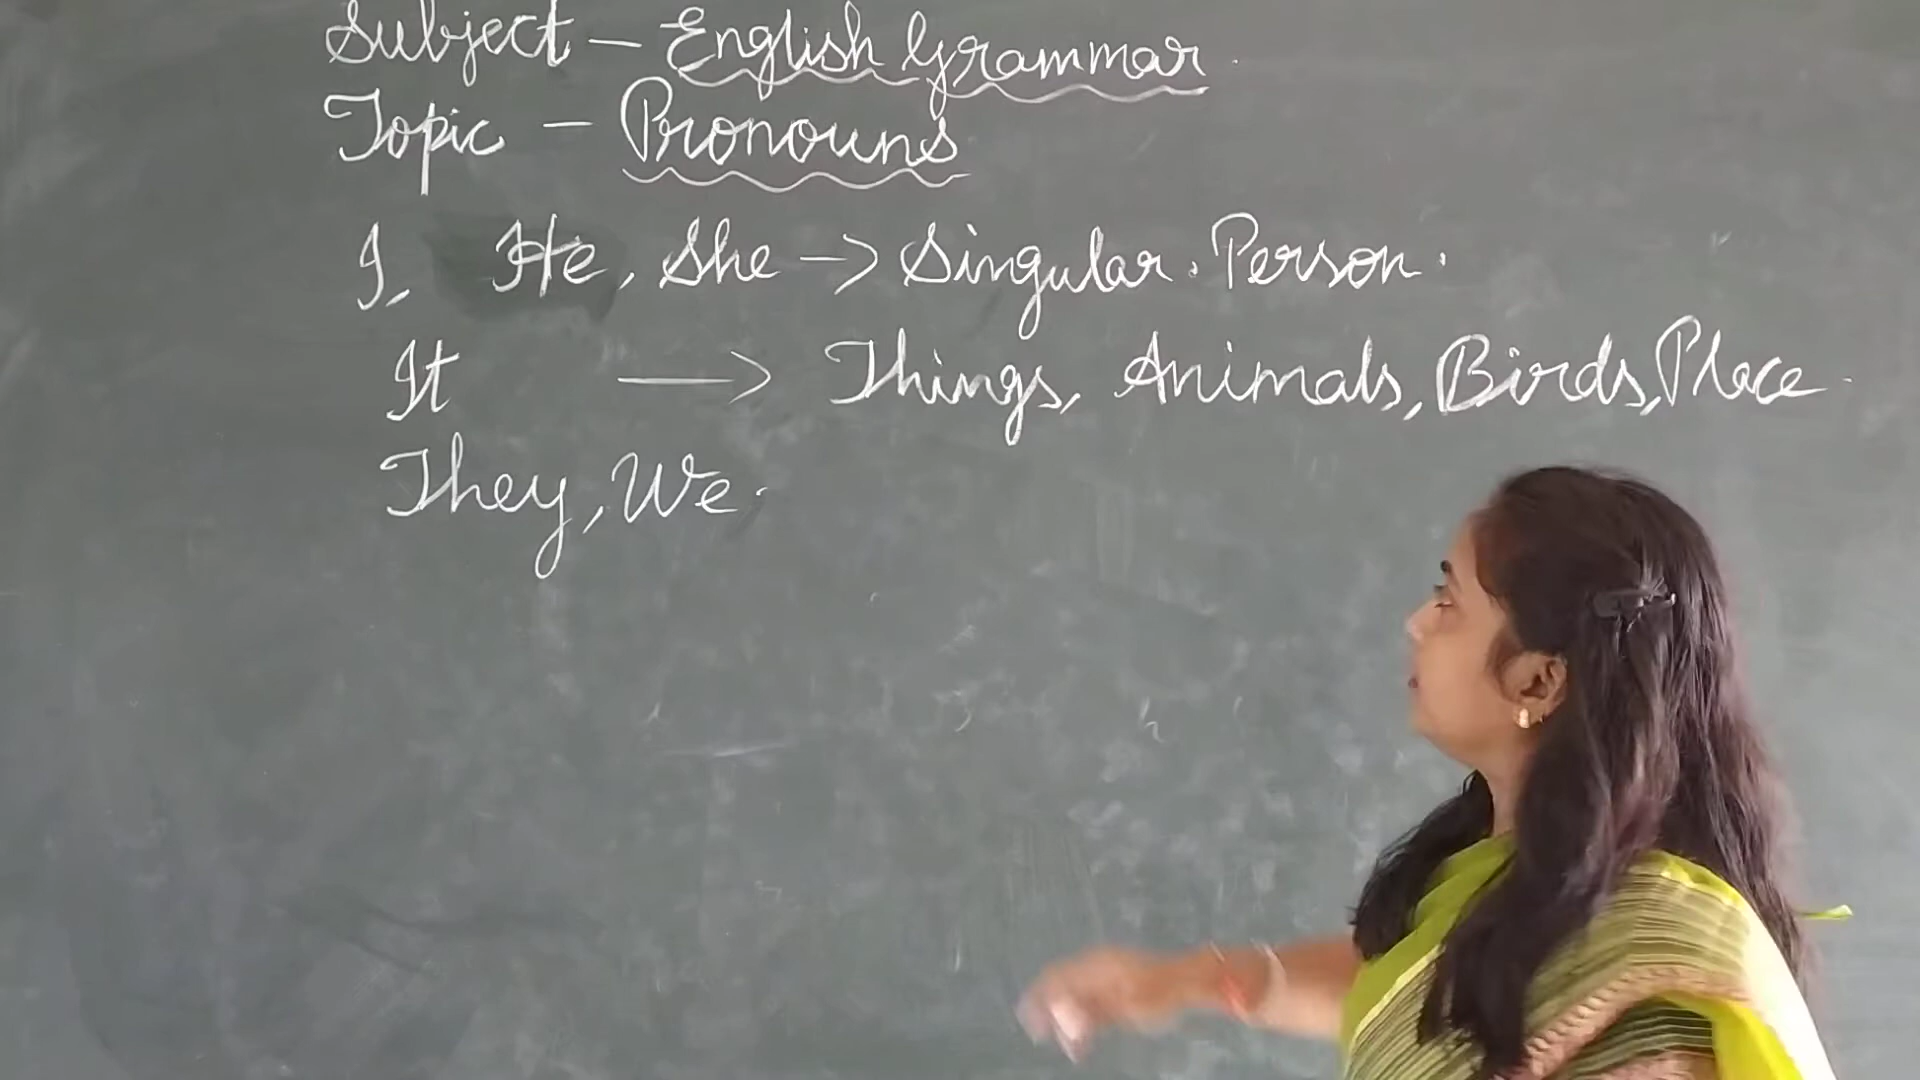 Subject – English Grammar.
Topic – Pronouns
I, He, She –> Singular. Person.
It —> Things, Animals, Birds, Place.
They, We.